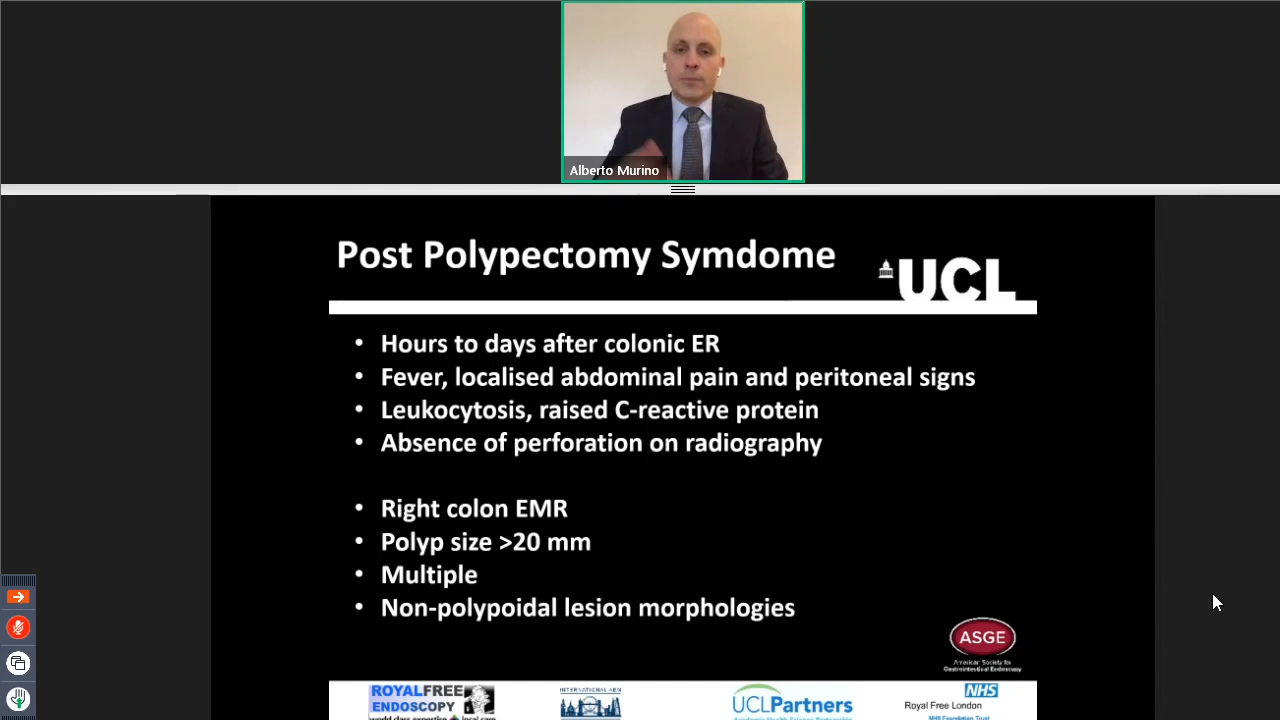 Alberto Murino
Post Polypectomy Symdome
UCL
• Hours to days after colonic ER
• Fever, localised abdominal pain and peritoneal signs
• Leukocytosis, raised C-reactive protein
• Absence of perforation on radiography
• Right colon EMR
• Polyp size >20 mm
• Multiple
• Non-polypoidal lesion morphologies
ASGE
American Society for
Gastrointestinal Endoscopy
ROYALFREE
ENDOSCOPY
world class expertise local care
INTERNATIONAL
UCLPartners
Academic Health Science Partnership
NHS
Royal Free London
NHS Foundation Trust